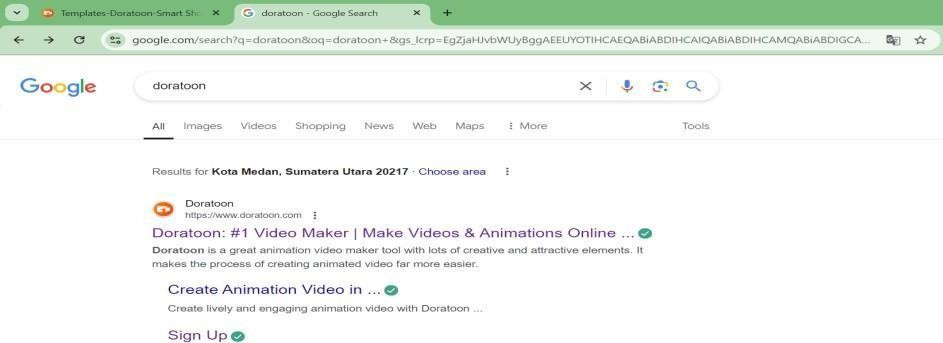 Templates-Doratoon-Smart Sho
doratoon - Google Search
google.com/search?q=doratoon&oq=doratoon+&gs_lcrp=EgZjaHJvbWUyBggAEEUYOTIHCAEQABiABDIHCAIQABiABDIHCAMQABiABDIGCA...
Google
doratoon
All Images Videos Shopping News Web Maps More Tools
Results for Kota Medan, Sumatera Utara 20217 · Choose area
Doratoon
https://www.doratoon.com
Doratoon: #1 Video Maker | Make Videos & Animations Online ...
Doratoon is a great animation video maker tool with lots of creative and attractive elements. It
makes the process of creating animated video far more easier.
Create Animation Video in ...
Create lively and engaging animation video with Doratoon ...
Sign Up